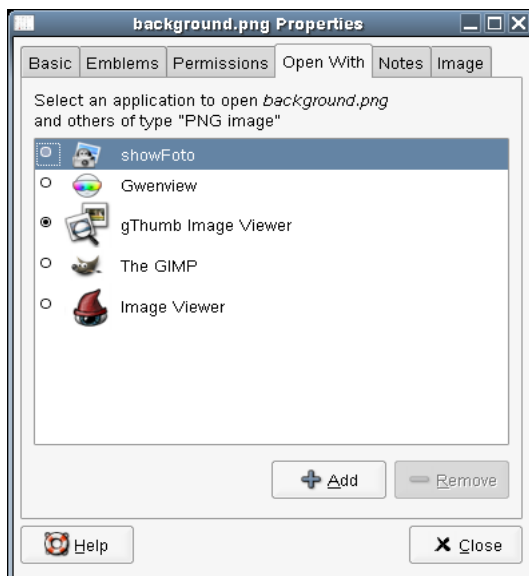 background.png Properties
Basic Emblems Permissions Open With Notes Image
Select an application to open background.png
and others of type "PNG image"
showFoto
Gwenview
gThumb Image Viewer
The GIMP
Image Viewer
Add Remove
Help Close